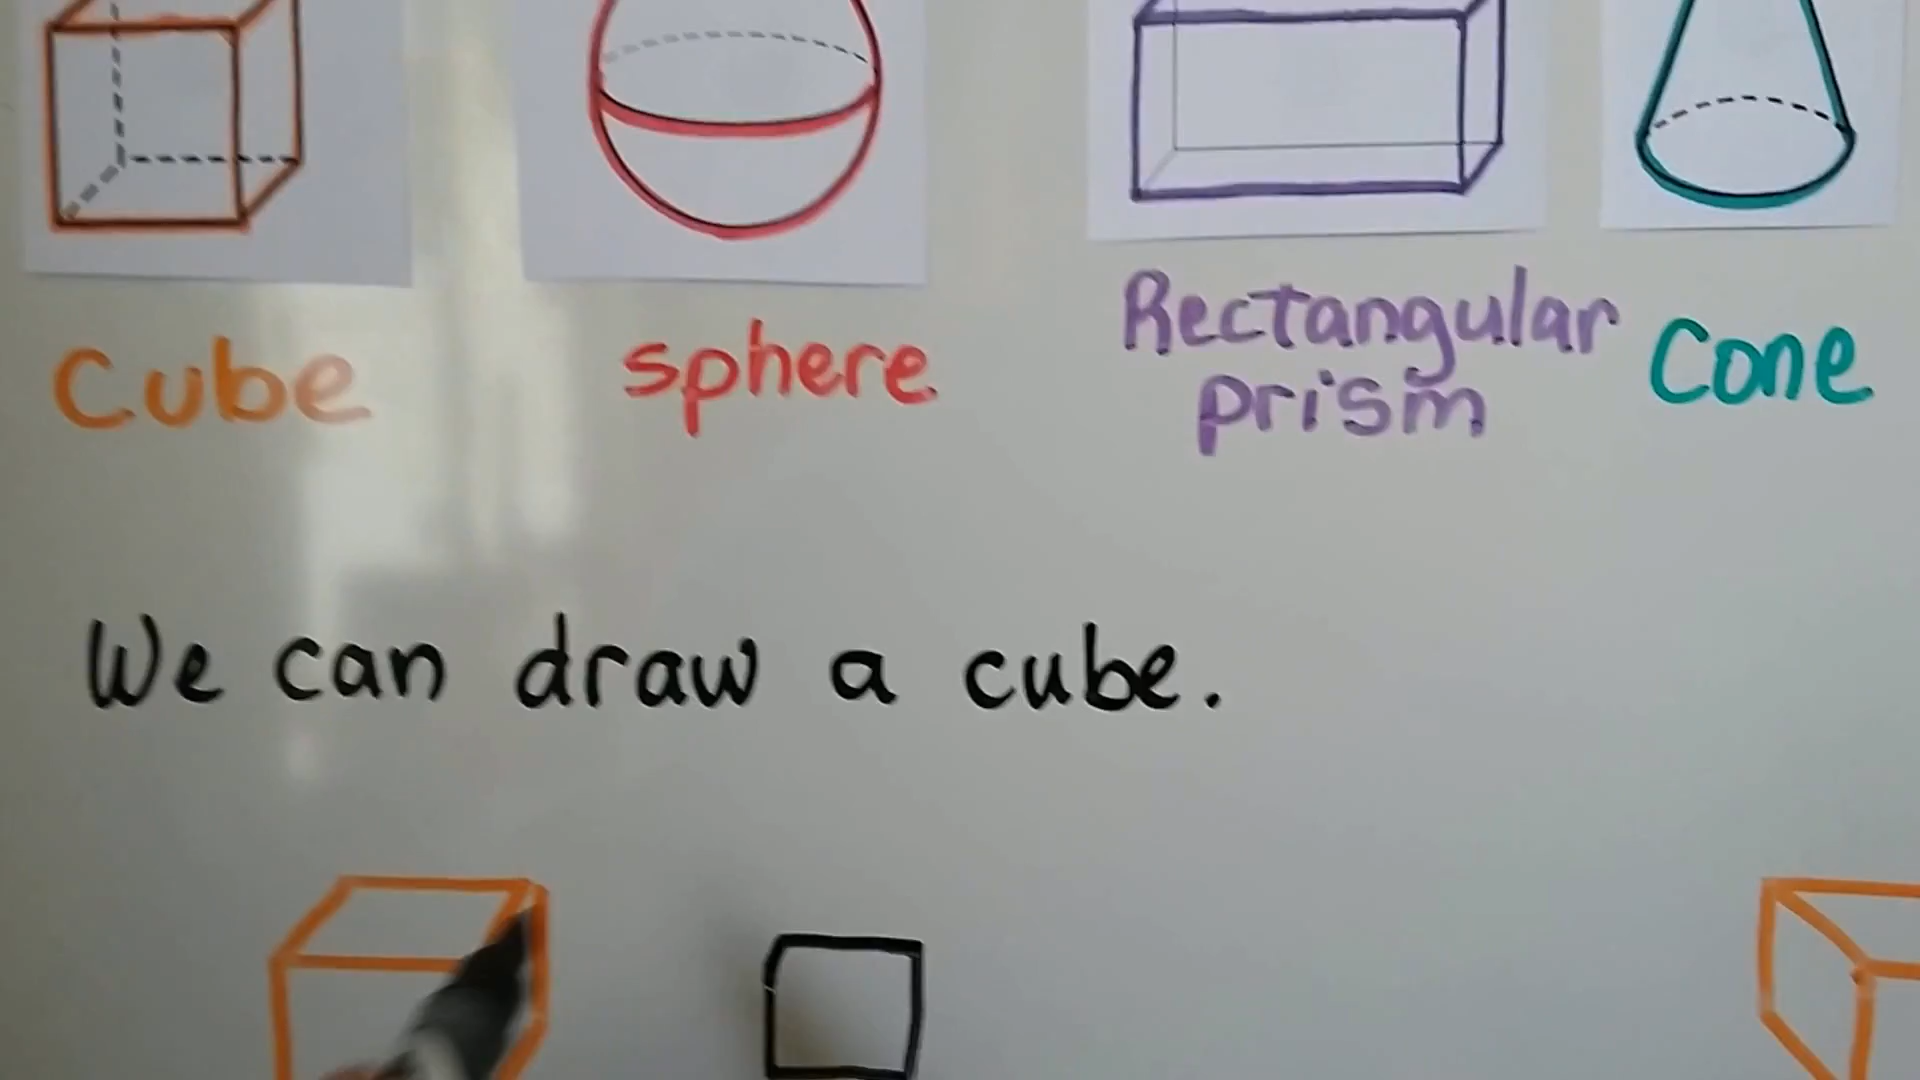 Cube
sphere
Rectangular
prism
Cone
We can draw a cube.